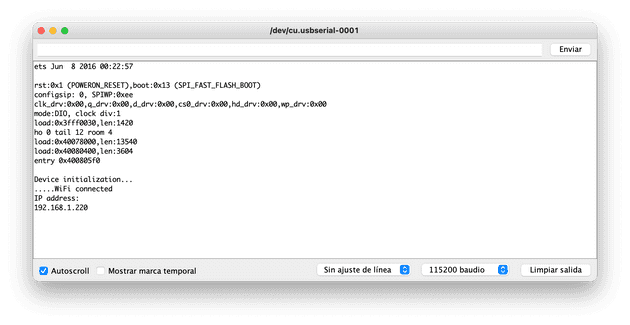 /dev/cu.usbserial-0001
Enviar
ets Jun  8 2016 00:22:57
rst:0x1 (POWERON_RESET),boot:0x13 (SPI_FAST_FLASH_BOOT)
configsip: 0, SPIWP:0xee
clk_drv:0x00,q_drv:0x00,d_drv:0x00,cs0_drv:0x00,hd_drv:0x00,wp_drv:0x00
mode:DIO, clock div:1
load:0x3fff0030,len:1420
ho 0 tail 12 room 4
load:0x40078000,len:13540
load:0x40080400,len:3604
entry 0x400805f0
Device initialization...
.....WiFi connected
IP address:
192.168.1.220
Autoscroll Mostrar marca temporal Sin ajuste de línea 115200 baudio Limpiar salida